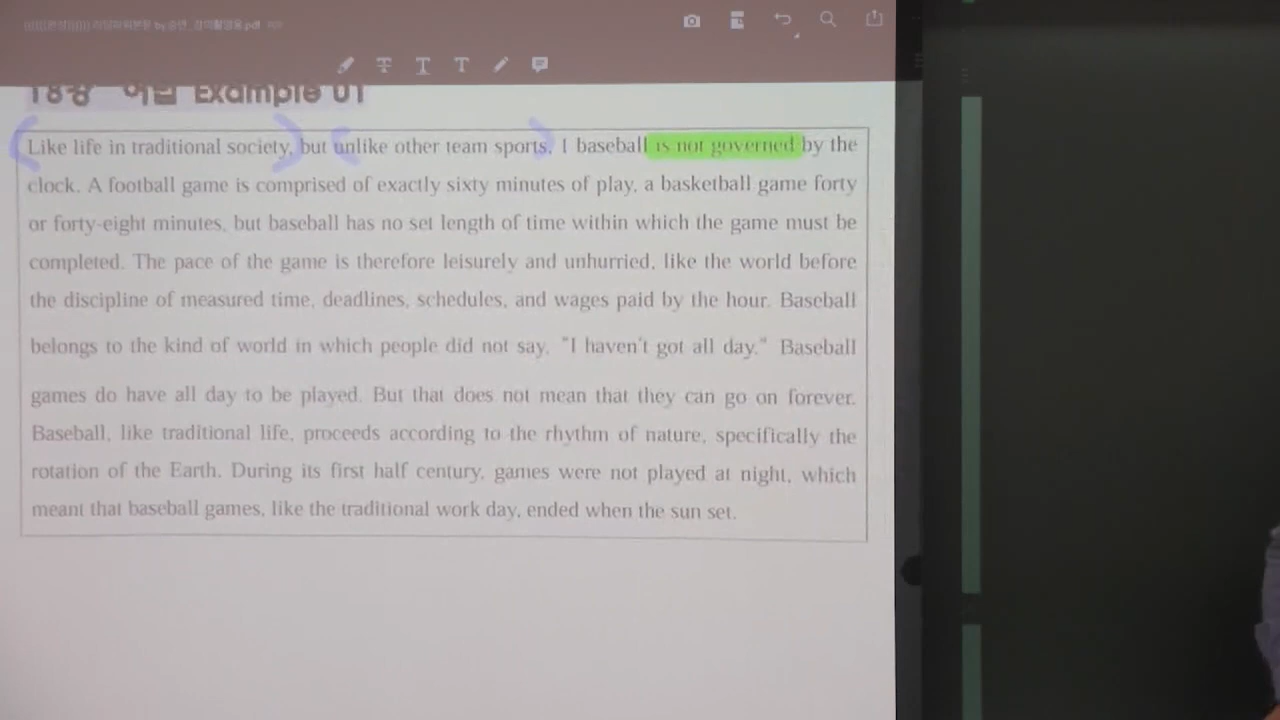 18강 어법 Example 01
Like life in traditional society, but unlike other team sports, I baseball is not governed by the
clock. A football game is comprised of exactly sixty minutes of play, a basketball game forty
or forty-eight minutes, but baseball has no set length of time within which the game must be
completed. The pace of the game is therefore leisurely and unhurried, like the world before
the discipline of measured time, deadlines, schedules, and wages paid by the hour. Baseball
belongs to the kind of world in which people did not say, "I haven't got all day." Baseball
games do have all day to be played. But that does not mean that they can go on forever.
Baseball, like traditional life, proceeds according to the rhythm of nature, specifically the
rotation of the Earth. During its first half century, games were not played at night, which
meant that baseball games, like the traditional work day, ended when the sun set.